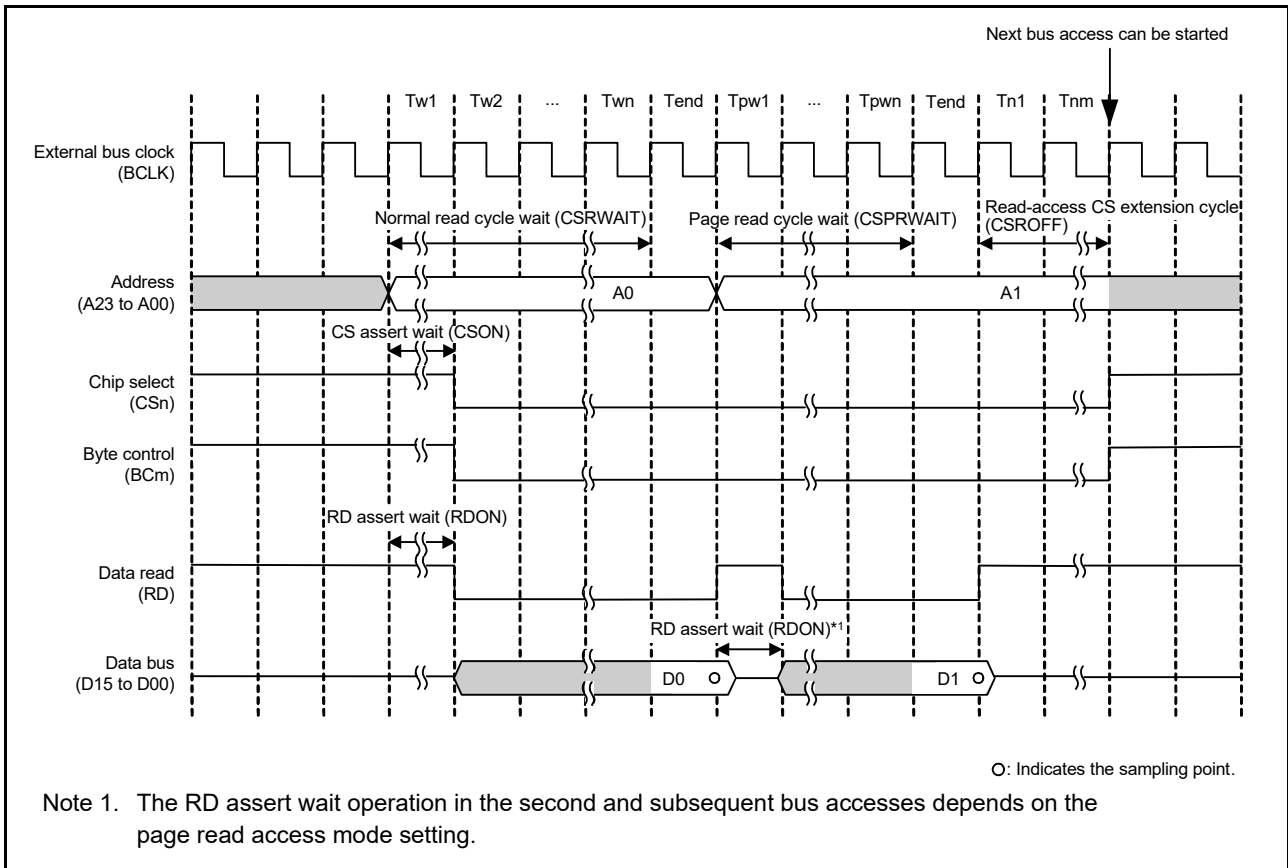 Next bus access can be started
Tw1 Tw2 ... Twn Tend Tpw1 ... Tpwn Tend Tn1 Tnm
External bus clock
(BCLK)
Normal read cycle wait (CSRWAIT) Page read cycle wait (CSPRWAIT) Read-access CS extension cycle
(CSROFF)
Address
(A23 to A00)
A0 A1
CS assert wait (CSON)
Chip select
(CSn)
Byte control
(BCm)
RD assert wait (RDON)
Data read
(RD)
RD assert wait (RDON)*1
Data bus
(D15 to D00)
D0 D1
O: Indicates the sampling point.
Note 1. The RD assert wait operation in the second and subsequent bus accesses depends on the
page read access mode setting.